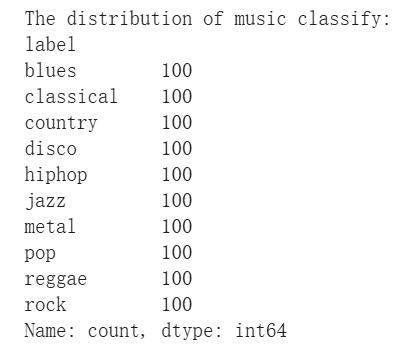 The distribution of music classify:
label
blues        100
classical    100
country      100
disco        100
hiphop       100
jazz         100
metal        100
pop          100
reggae       100
rock         100
Name: count, dtype: int64